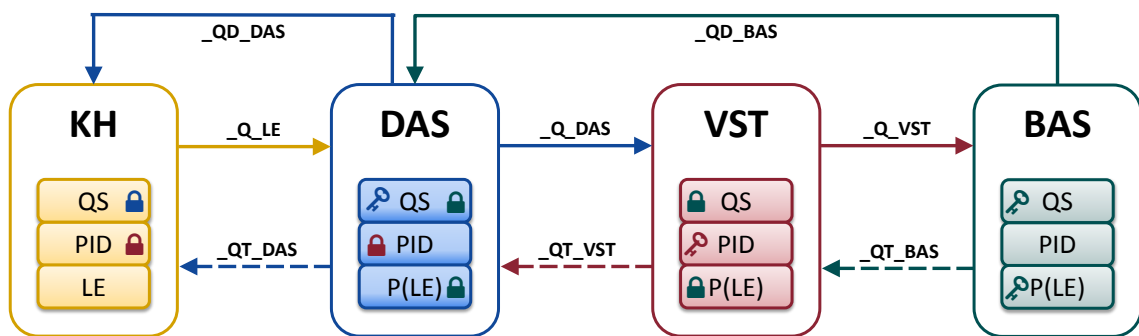 _QD_DAS
_QD_BAS
KH
_Q_LE
DAS
_Q_DAS
VST
_Q_VST
BAS
QS
QS
QS
QS
PID
PID
PID
PID
_QT_DAS
_QT_VST
_QT_BAS
LE
P(LE)
P(LE)
P(LE)